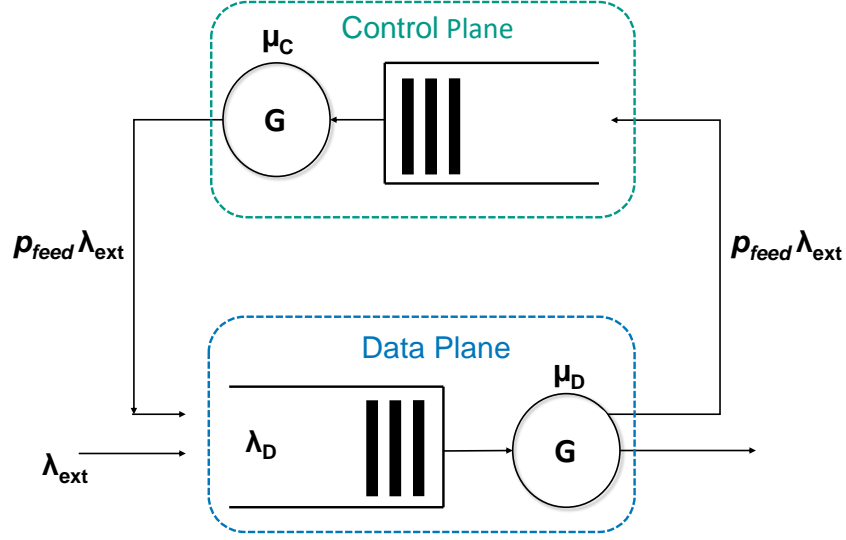 Control Plane
μC
G
pfeed λext
pfeed λext
Data Plane
μD
λD
G
λext